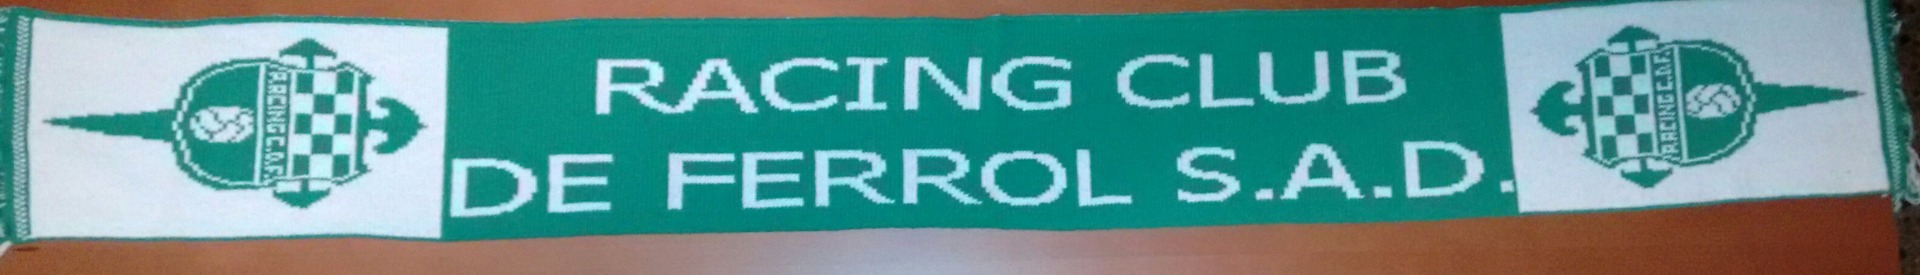 RACING CLUB
DE FERROL S.A.D.
RACING C.D.F.
RACING C.D.F.